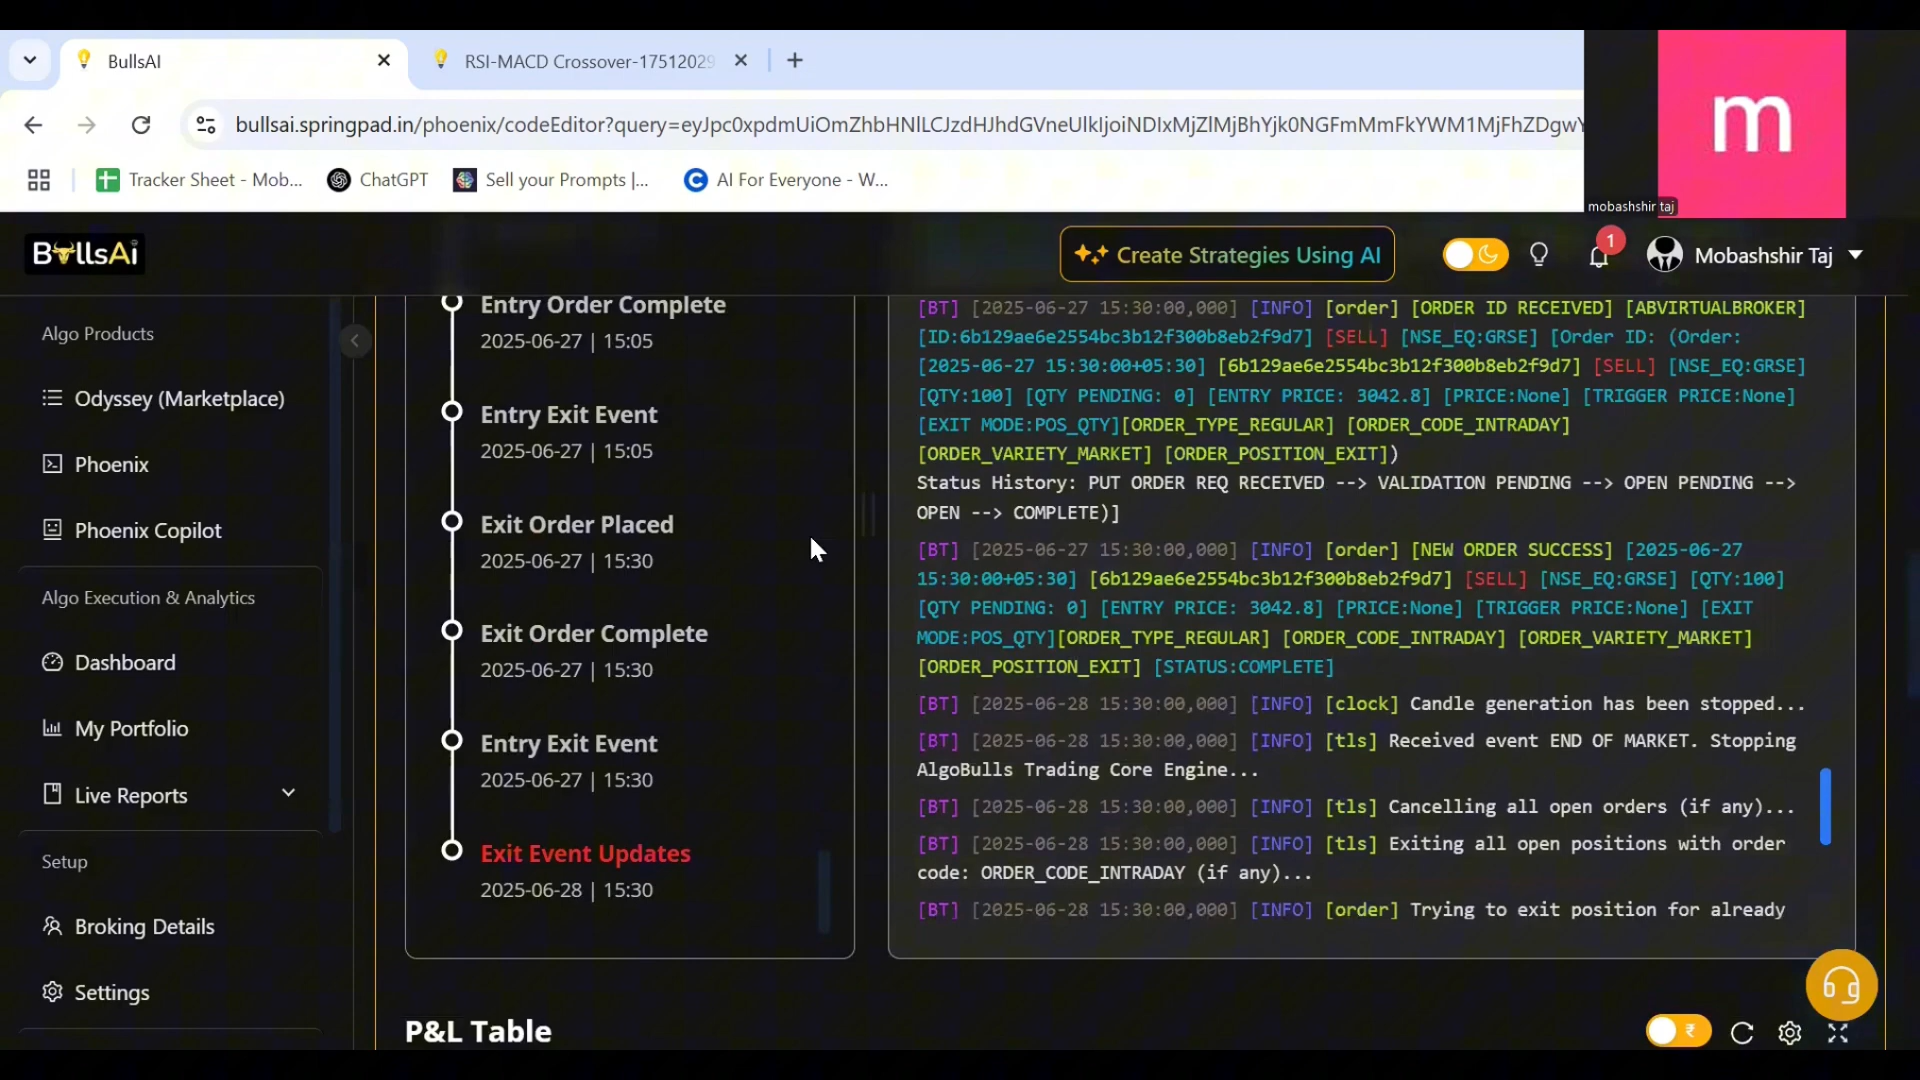 BullsAI
RSI-MACD Crossover-17512029
bullsai.springpad.in/phoenix/codeEditor?query=
Tracker Sheet - Mob...
ChatGPT
Sell your Prompts |...
AI For Everyone - W...
m
mobashshir taj
BullsAi
Create Strategies Using AI
1
Mobashshir Taj
Algo Products
Odyssey (Marketplace)
Phoenix
Phoenix Copilot
Algo Execution & Analytics
Dashboard
My Portfolio
Live Reports
Setup
Broking Details
Settings
Entry Order Complete
2025-06-27 | 15:05
Entry Exit Event
2025-06-27 | 15:05
Exit Order Placed
2025-06-27 | 15:30
Exit Order Complete
2025-06-27 | 15:30
Entry Exit Event
2025-06-27 | 15:30
Exit Event Updates
2025-06-28 | 15:30
[BT] [2025-06-27 15:30:00,000] [INFO] [order] [ORDER ID RECEIVED] [ABVIRTUALBROKER]
[ID:6b129ae6e2554bc3b12f300b8eb2f9d7] [SELL] [NSE_EQ:GRSE] [Order ID: (Order:
[2025-06-27 15:30:00+05:30] [6b129ae6e2554bc3b12f300b8eb2f9d7] [SELL] [NSE_EQ:GRSE]
[QTY:100] [QTY PENDING: 0] [ENTRY PRICE: 3042.8] [PRICE:None] [TRIGGER PRICE:None]
[EXIT MODE:POS_QTY][ORDER_TYPE_REGULAR] [ORDER_CODE_INTRADAY]
[ORDER_VARIETY_MARKET] [ORDER_POSITION_EXIT])
Status History: PUT ORDER REQ RECEIVED --> VALIDATION PENDING --> OPEN PENDING -->
OPEN --> COMPLETE)]
[BT] [2025-06-27 15:30:00,000] [INFO] [order] [NEW ORDER SUCCESS] [2025-06-27
15:30:00+05:30] [6b129ae6e2554bc3b12f300b8eb2f9d7] [SELL] [NSE_EQ:GRSE] [QTY:100]
[QTY PENDING: 0] [ENTRY PRICE: 3042.8] [PRICE:None] [TRIGGER PRICE:None] [EXIT
MODE:POS_QTY][ORDER_TYPE_REGULAR] [ORDER_CODE_INTRADAY] [ORDER_VARIETY_MARKET]
[ORDER_POSITION_EXIT] [STATUS:COMPLETE]
[BT] [2025-06-28 15:30:00,000] [INFO] [clock] Candle generation has been stopped...
[BT] [2025-06-28 15:30:00,000] [INFO] [tls] Received event END OF MARKET. Stopping
AlgoBulls Trading Core Engine...
[BT] [2025-06-28 15:30:00,000] [INFO] [tls] Cancelling all open orders (if any)...
[BT] [2025-06-28 15:30:00,000] [INFO] [tls] Exiting all open positions with order
code: ORDER_CODE_INTRADAY (if any)...
[BT] [2025-06-28 15:30:00,000] [INFO] [order] Trying to exit position for already
P&L Table
₹